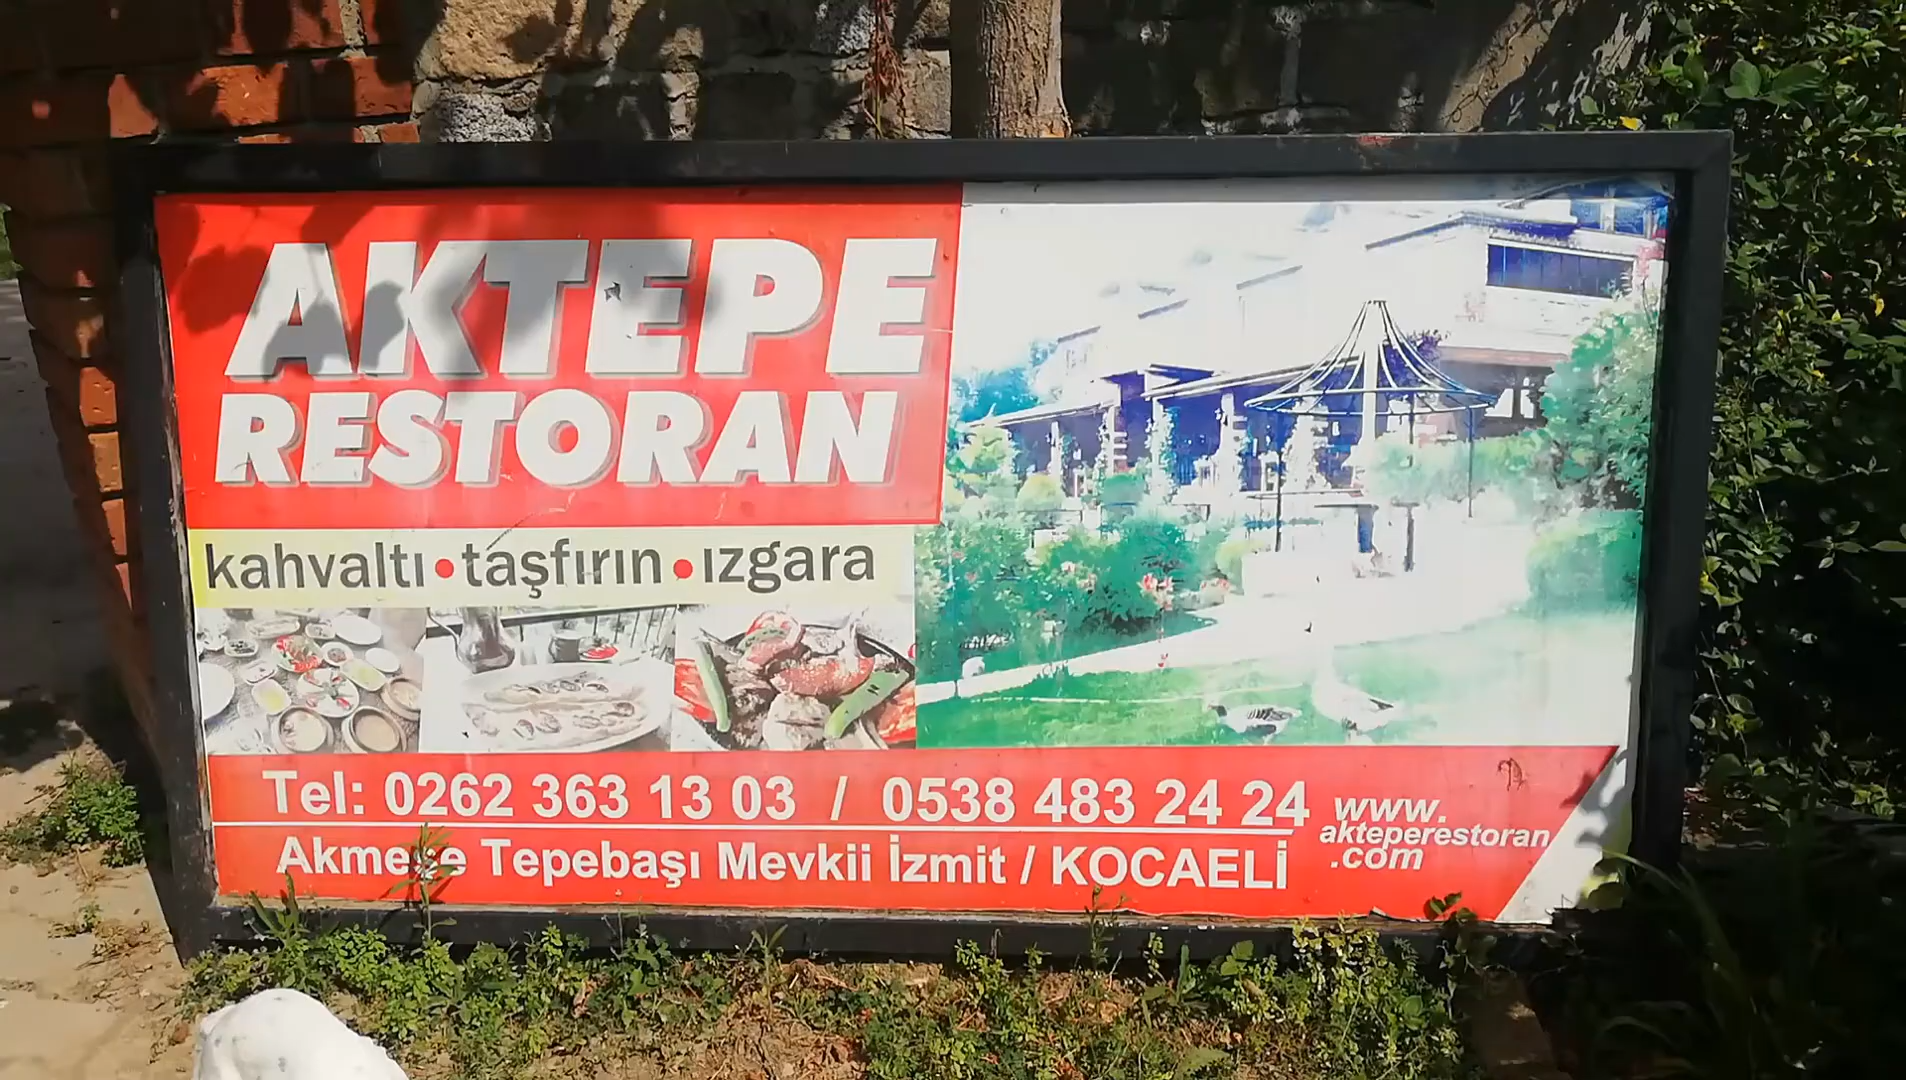 AKTEPE
RESTORAN
kahvaltı • taşfırın • ızgara
Tel: 0262 363 13 03 / 0538 483 24 24
Akmeşe Tepebaşı Mevkii İzmit / KOCAELİ
www.
akteperestoran
.com